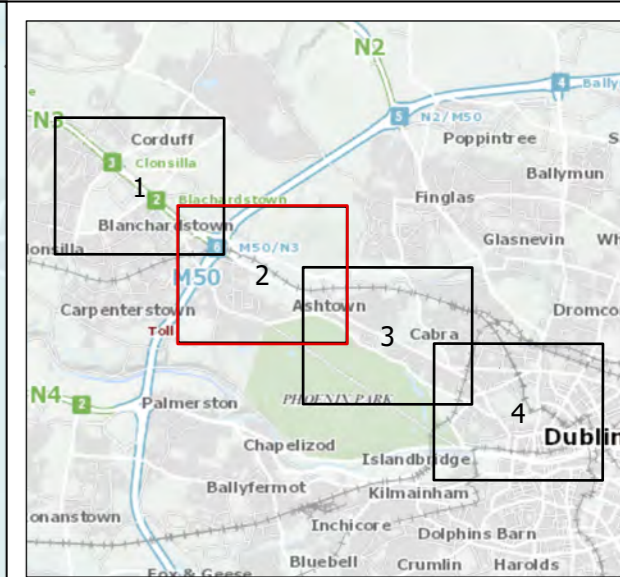 N2
4
Bally
5
N2/M50
N3
Corduff
Poppintree
S
3
Clonsilla
Ballymun
1
2
Blachardstown
Finglas
Blanchardstown
Glasnevin
Wh
lonsilla
6
M50/N3
M50
2
Carpenterstown
Ashtown
Dromco
Toll
3
Cabra
N4
2
Palmerston
PHOENIX PARK
4
Dublin
Chapelizod
Islandbridge
Ballyfermot
Kilmainham
onanstown
Inchicore
Dolphins Barn
Bluebell
Crumlin
Harolds
Fox & Geese